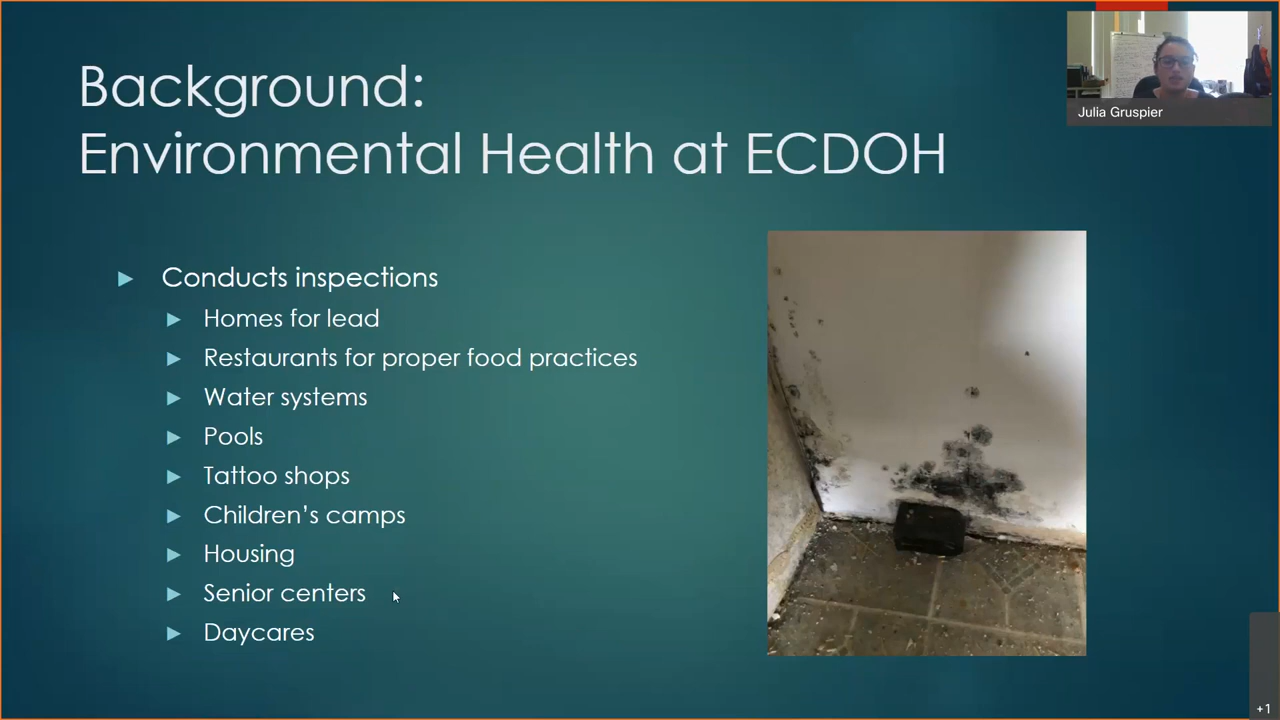 Background:
Environmental Health at ECDOH
Julia Gruspier
Conducts inspections
Homes for lead
Restaurants for proper food practices
Water systems
Pools
Tattoo shops
Children’s camps
Housing
Senior centers
Daycares
+1